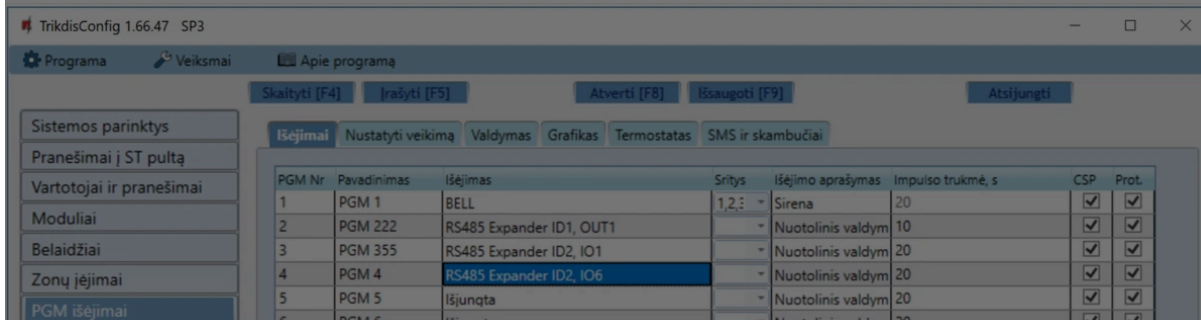 TrikdisConfig 1.66.47 SP3
Programa Veiksmai Apie programą
Skaityti [F4] Įrašyti [F5] Atverti [F8] Išsaugoti [F9] Atsijungti
Sistemos parinktys
Pranešimai į ST pultą
Vartotojai ir pranešimai
Moduliai
Belaidžiai
Zonų įėjimai
PGM išėjimai
Išėjimai Nustatyti veikimą Valdymas Grafikas Termostatas SMS ir skambučiai
PGM Nr Pavadinimas Išėjimas Sritys Išėjimo aprašymas Impulso trukmė, s CSP Prot.
1 PGM 1 BELL 1,2, Sirena 20
2 PGM 222 RS485 Expander ID1, OUT1 Nuotolinis valdym 10
3 PGM 355 RS485 Expander ID2, IO1 Nuotolinis valdym 20
4 PGM 4 RS485 Expander ID2, IO6 Nuotolinis valdym 20
5 PGM 5 Išjungta Nuotolinis valdym 20